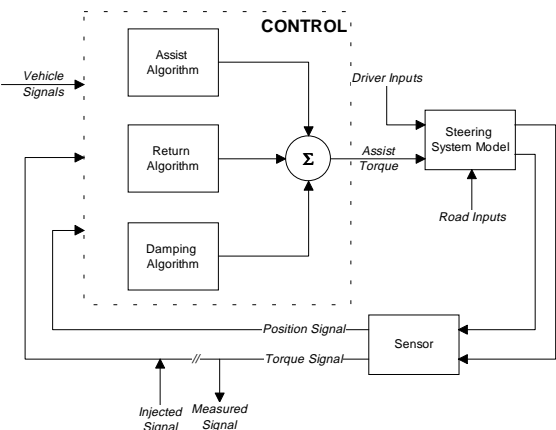 CONTROL
Assist
Algorithm
Vehicle
Signals
Driver Inputs
Return
Algorithm
Σ
Assist
Torque
Steering
System Model
Road Inputs
Damping
Algorithm
Position Signal
Sensor
Torque Signal
//
Injected
Signal
Measured
Signal